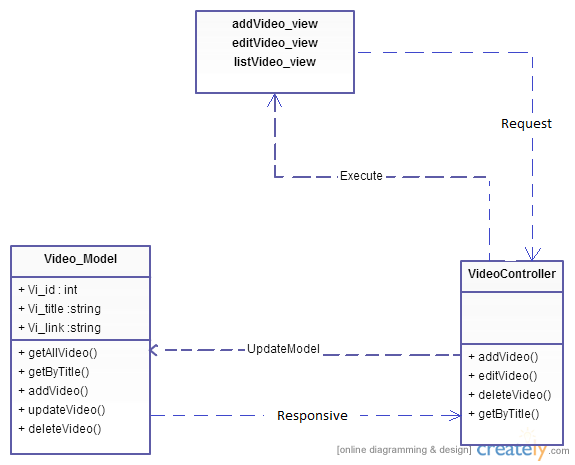 addVideo_view
editVideo_view
listVideo_view
Request
Execute
Video_Model
+ Vi_id : int
+ Vi_title :string
+ Vi_link :string
+ getAllVideo()
+ getByTitle()
+ addVideo()
+ updateVideo()
+ deleteVideo()
UpdateModel
Responsive
VideoController
+ addVideo()
+ editVideo()
+ deleteVideo()
+ getByTitle()
[online diagramming & design] creately.com